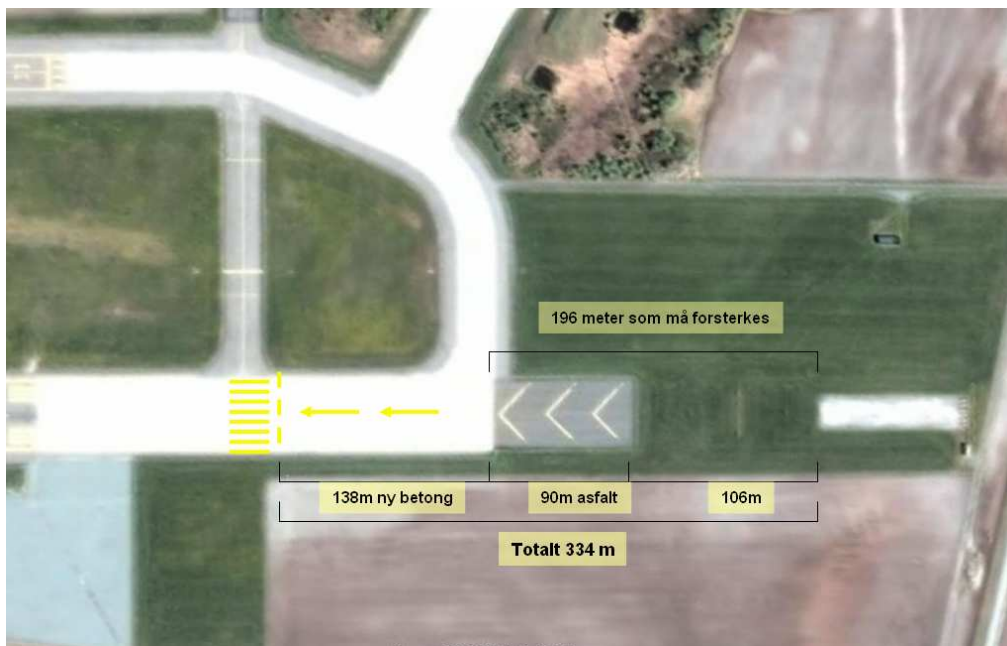 196 meter som må forsterkes
138m ny betong
90m asfalt
106m
Totalt 334 m